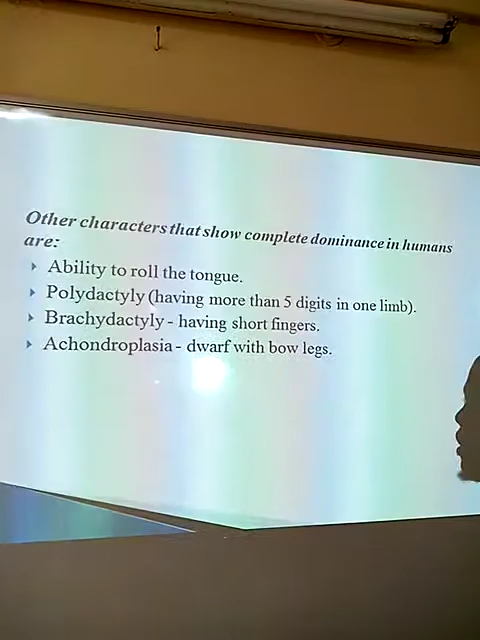 Other characters that show complete dominance in humans
are:
Ability to roll the tongue.
Polydactyly (having more than 5 digits in one limb).
Brachydactyly - having short fingers.
Achondroplasia - dwarf with bow legs.